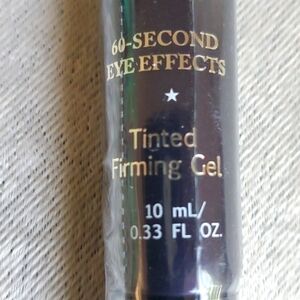 60-SECOND
EYE EFFECTS
Tinted
Firming Gel
10 mL/
0.33 FL OZ.